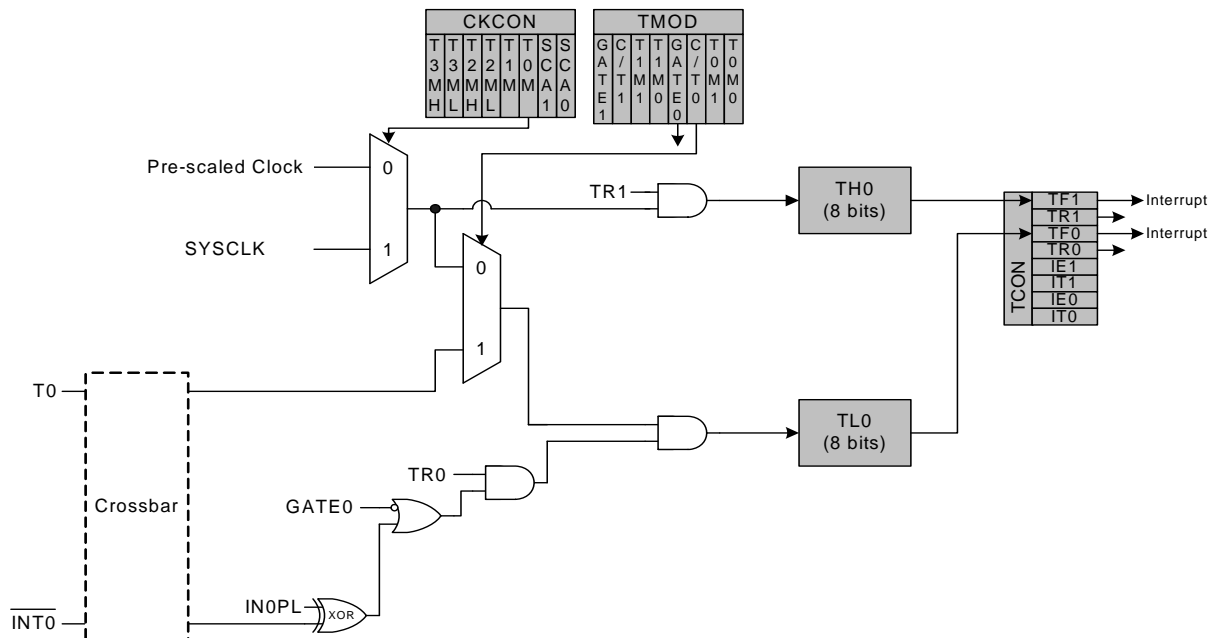 CKCON
T3MH
T3ML
T2MH
T2ML
T1M
T0M
SCA1
SCA0
TMOD
GATE1
C/T1
T1M1
T1M0
GATE0
C/T0
T0M1
T0M0
Pre-scaled Clock
0
SYSCLK
1
TR1
TH0
(8 bits)
TCON
TF1
TR1
TF0
TR0
IE1
IT1
IE0
IT0
Interrupt
Interrupt
0
1
T0
Crossbar
TL0
(8 bits)
TR0
GATE0
IN0PL
XOR
INT0